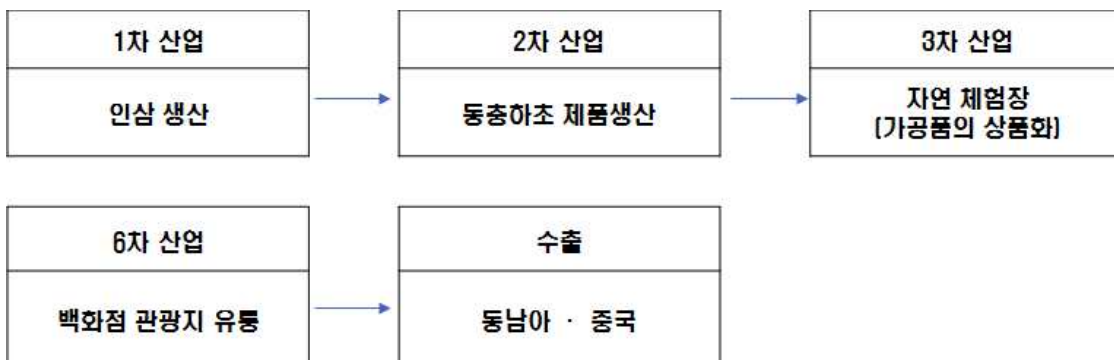 1차 산업
인삼 생산
2차 산업
동충하초 제품생산
3차 산업
자연 체험장
(가공품의 상품화)
6차 산업
백화점 관광지 유통
수출
동남아 · 중국